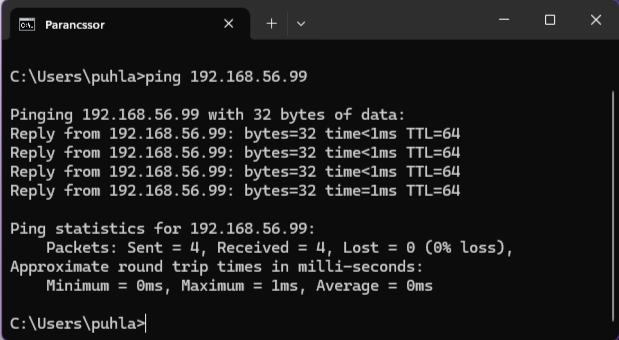 Parancssor
C:\Users\puhla>ping 192.168.56.99
Pinging 192.168.56.99 with 32 bytes of data:
Reply from 192.168.56.99: bytes=32 time<1ms TTL=64
Reply from 192.168.56.99: bytes=32 time<1ms TTL=64
Reply from 192.168.56.99: bytes=32 time<1ms TTL=64
Reply from 192.168.56.99: bytes=32 time=1ms TTL=64
Ping statistics for 192.168.56.99:
    Packets: Sent = 4, Received = 4, Lost = 0 (0% loss),
Approximate round trip times in milli-seconds:
    Minimum = 0ms, Maximum = 1ms, Average = 0ms
C:\Users\puhla>